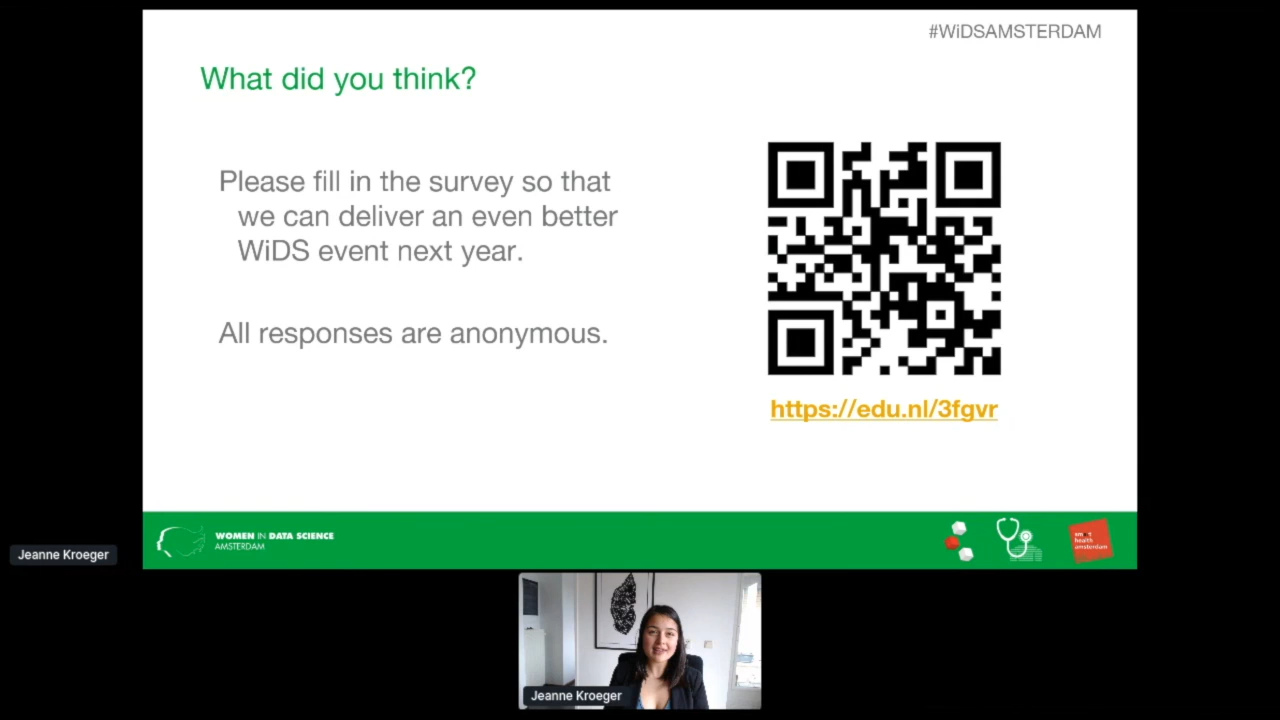 #WiDSAMSTERDAM
What did you think?
Please fill in the survey so that
we can deliver an even better
WiDS event next year.
All responses are anonymous.
https://edu.nl/3fgvr
WOMEN IN DATA SCIENCE
AMSTERDAM
health
amsterdam
Jeanne Kroeger
Jeanne Kroeger